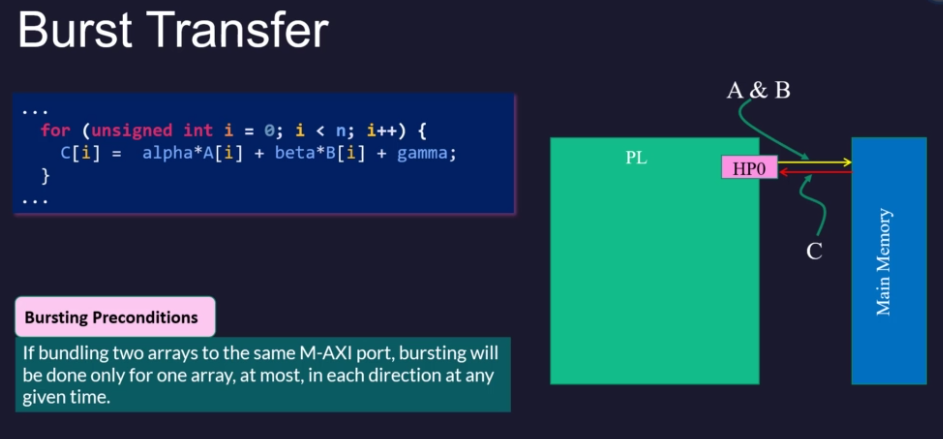 Burst Transfer
...
for (unsigned int i = 0; i < n; i++) {
C[i] = alpha*A[i] + beta*B[i] + gamma;
}
...
Bursting Preconditions
If bundling two arrays to the same M-AXI port, bursting will
be done only for one array, at most, in each direction at any
given time.
A & B
PL
HP0
C
Main Memory